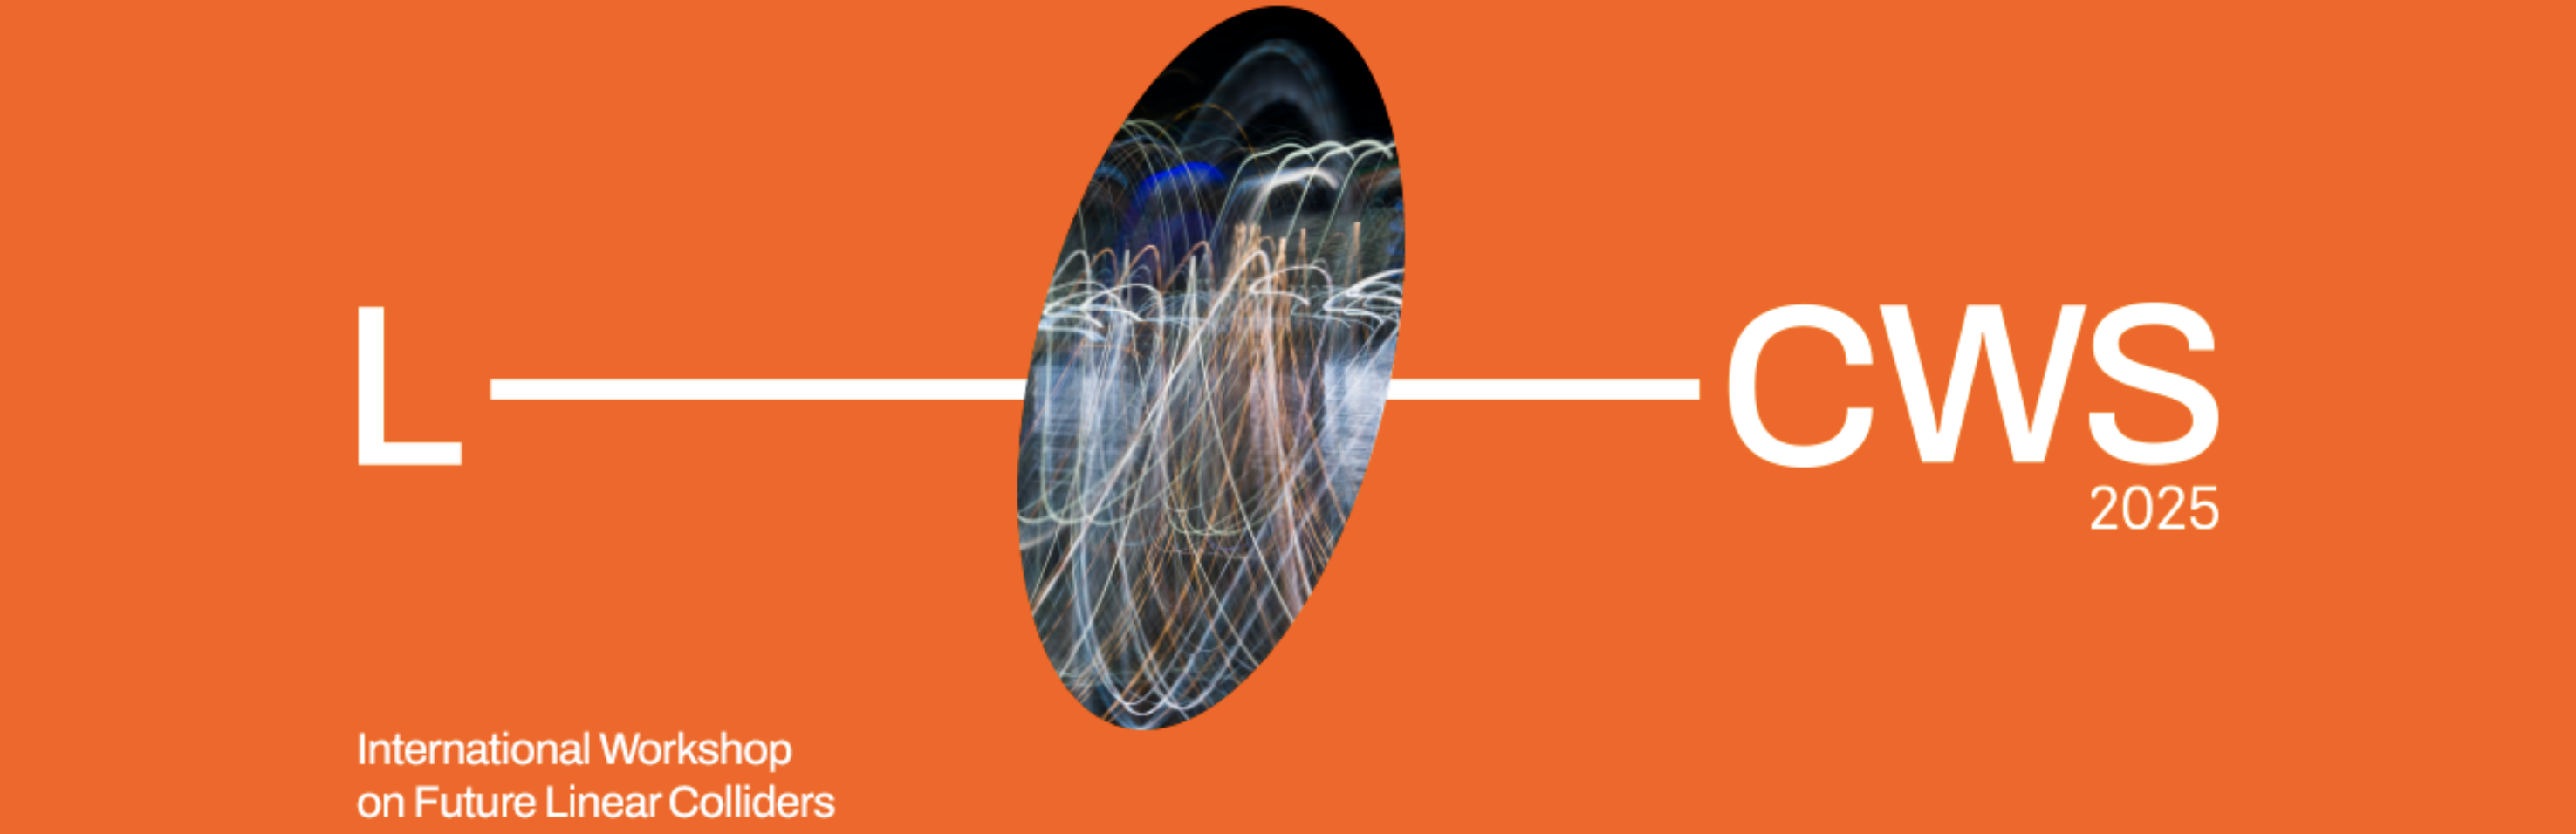 L CWS
2025
International Workshop
on Future Linear Colliders